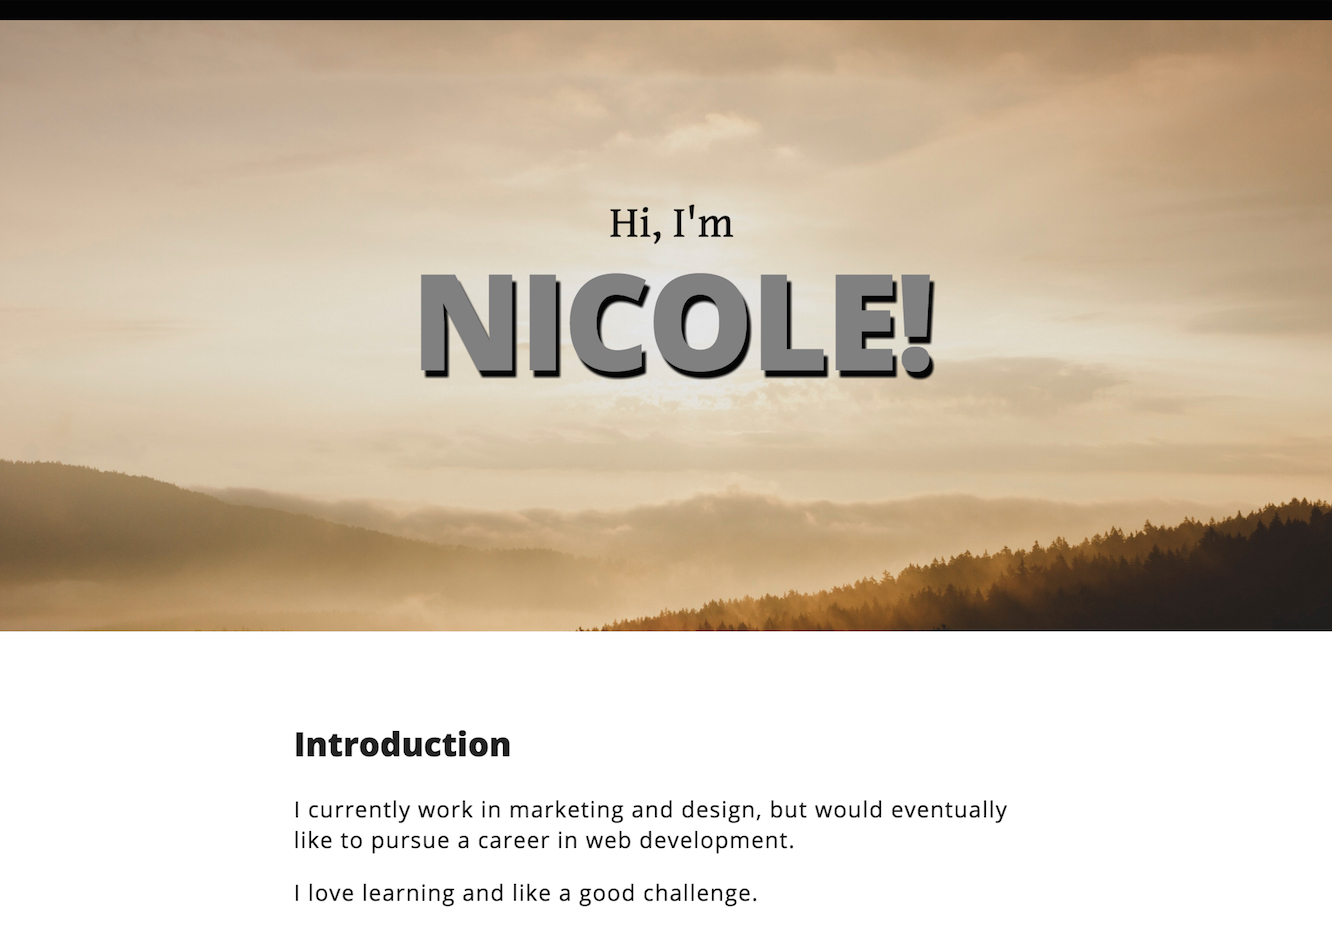 Hi, I'm
NICOLE!
Introduction
I currently work in marketing and design, but would eventually
like to pursue a career in web development.
I love learning and like a good challenge.